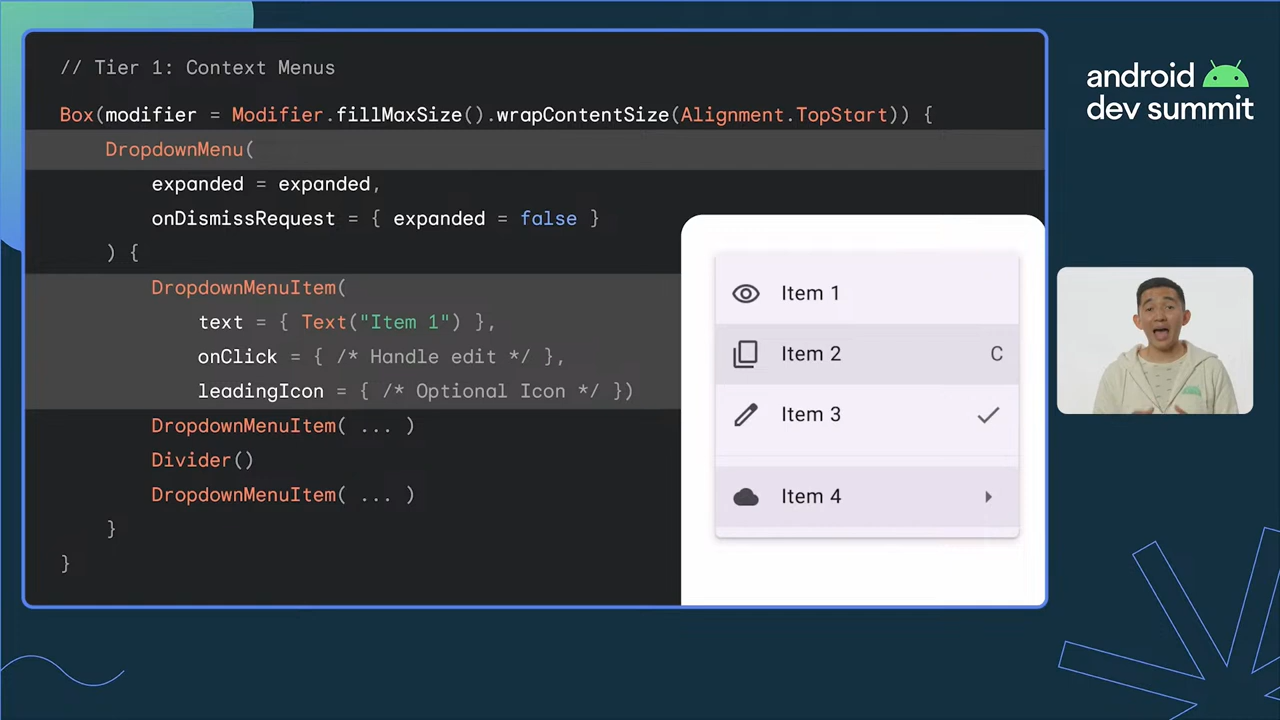 // Tier 1: Context Menus
Box(modifier = Modifier.fillMaxSize().wrapContentSize(Alignment.TopStart)) {
DropdownMenu(
expanded = expanded,
onDismissRequest = { expanded = false }
) {
DropdownMenuItem(
text = { Text("Item 1") },
onClick = { /* Handle edit */ },
leadingIcon = { /* Optional Icon */ })
DropdownMenuItem( ... )
Divider()
DropdownMenuItem( ... )
}
}
Item 1
Item 2 C
Item 3
Item 4
android
dev summit